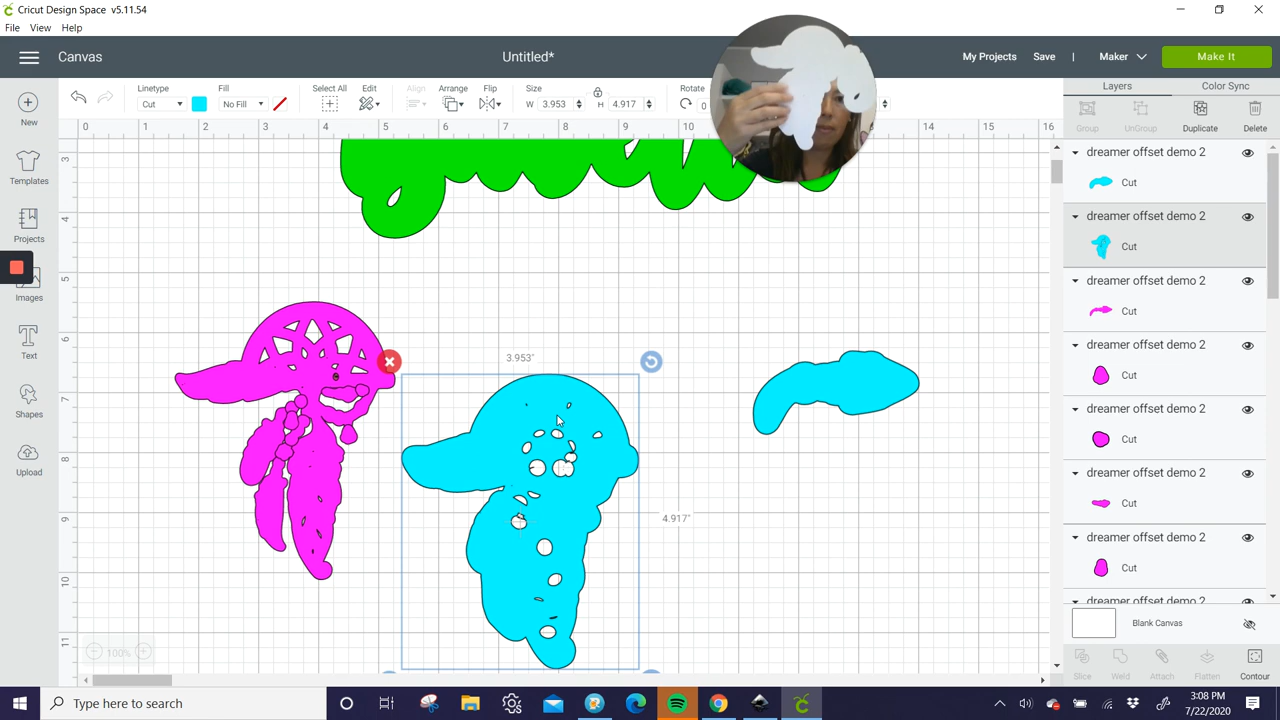 Cricut Design Space v5.11.54
File View Help
Canvas
Untitled*
My Projects Save | Maker Make It
Linetype Fill Select All Align Edit Arrange Flip Size Rotate
Cut No Fill W 3.953 H 4.917 0
Layers Color Sync
Group UnGroup Duplicate Delete
0 1 2 3 4 5 6 7 8 9 10 14 15 16
3
4
5
6
7
8
9
10
11
New
Templates
Projects
Images
Text
Shapes
Upload
3.953"
4.917"
100%
dreamer offset demo 2
Cut
dreamer offset demo 2
Cut
dreamer offset demo 2
Cut
dreamer offset demo 2
Cut
dreamer offset demo 2
Cut
dreamer offset demo 2
Cut
dreamer offset demo 2
Cut
dreamer offset demo 2
Blank Canvas
Slice Weld Attach Flatten Contour
Type here to search
3:08 PM
7/22/2020